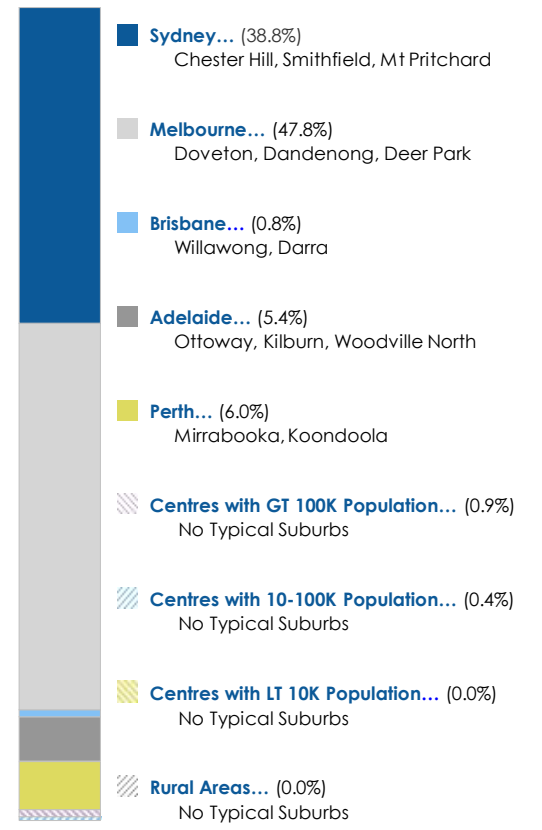 Sydney… (38.8%)
Chester Hill, Smithfield, Mt Pritchard
Melbourne… (47.8%)
Doveton, Dandenong, Deer Park
Brisbane… (0.8%)
Willawong, Darra
Adelaide… (5.4%)
Ottoway, Kilburn, Woodville North
Perth… (6.0%)
Mirrabooka, Koondoola
Centres with GT 100K Population… (0.9%)
No Typical Suburbs
Centres with 10-100K Population… (0.4%)
No Typical Suburbs
Centres with LT 10K Population… (0.0%)
No Typical Suburbs
Rural Areas… (0.0%)
No Typical Suburbs